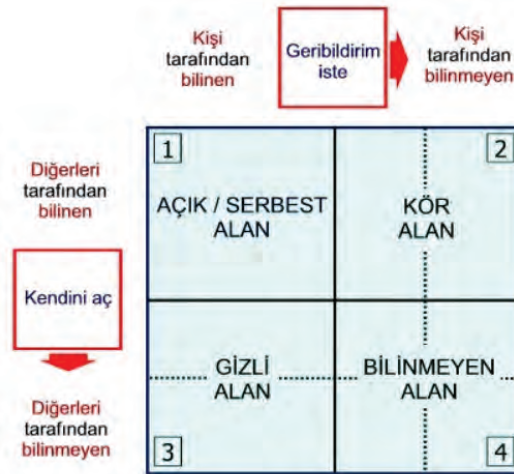 Kişi
tarafından
bilinen
Geribildirim
iste
Kişi
tarafından
bilinmeyen
Diğerleri
tarafından
bilinen
1
2
AÇIK / SERBEST
ALAN
KÖR
ALAN
Kendini aç
GİZLİ
ALAN
BİLİNMEYEN
ALAN
Diğerleri
tarafından
bilinmeyen
3
4